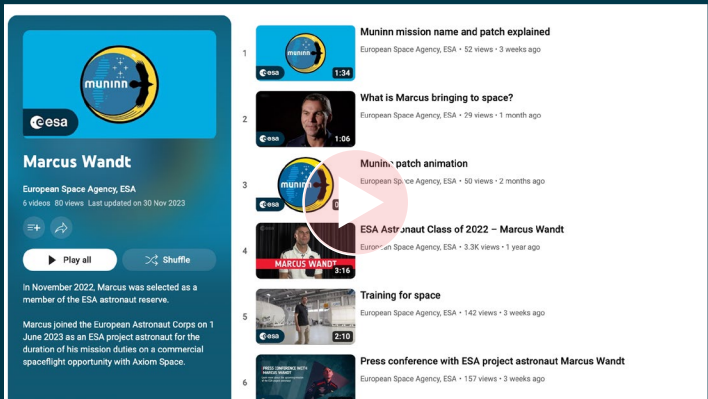 muninn
esa
Marcus Wandt
European Space Agency, ESA
6 videos 80 views Last updated on 30 Nov 2023
Play all
Shuffle
In November 2022, Marcus was selected as a
member of the ESA astronaut reserve.
Marcus joined the European Astronaut Corps on 1
June 2023 as an ESA project astronaut for the
duration of his mission duties on a commercial
spaceflight opportunity with Axiom Space.
1
muninn
esa
1:34
Muninn mission name and patch explained
European Space Agency, ESA • 52 views • 3 weeks ago
2
esa
1:06
What is Marcus bringing to space?
European Space Agency, ESA • 29 views • 1 month ago
3
muninn
esa
Muninn patch animation
European Space Agency, ESA • 50 views • 2 months ago
4
MARCUS WANDT
3:16
ESA Astronaut Class of 2022 – Marcus Wandt
European Space Agency, ESA • 3.3K views • 1 year ago
5
esa
2:10
Training for space
European Space Agency, ESA • 142 views • 3 weeks ago
6
PRESS CONFERENCE WITH
MARCUS WANDT
Press conference with ESA project astronaut Marcus Wandt
European Space Agency, ESA • 157 views • 3 weeks ago